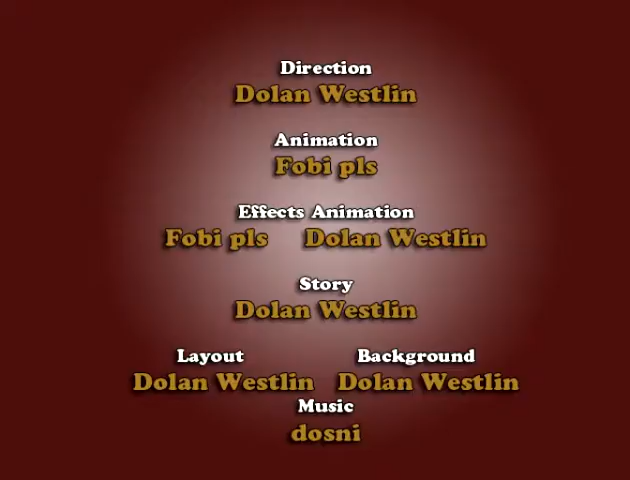 Direction
Dolan Westlin
Animation
Fobi pls
Effects Animation
Fobi pls Dolan Westlin
Story
Dolan Westlin
Layout Background
Dolan Westlin Dolan Westlin
Music
dosni